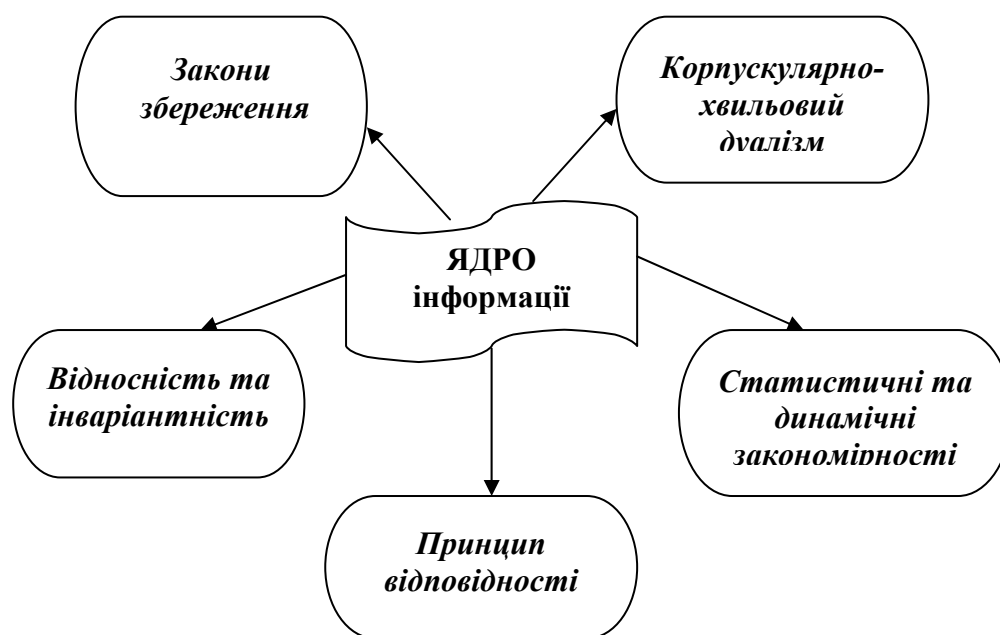 Закони
збереження
Корпускулярно-
хвильовий
дуалізм
ЯДРО
інформації
Відносність та
інваріантність
Статистичні та
динамічні
закономірності
Принцип
відповідності